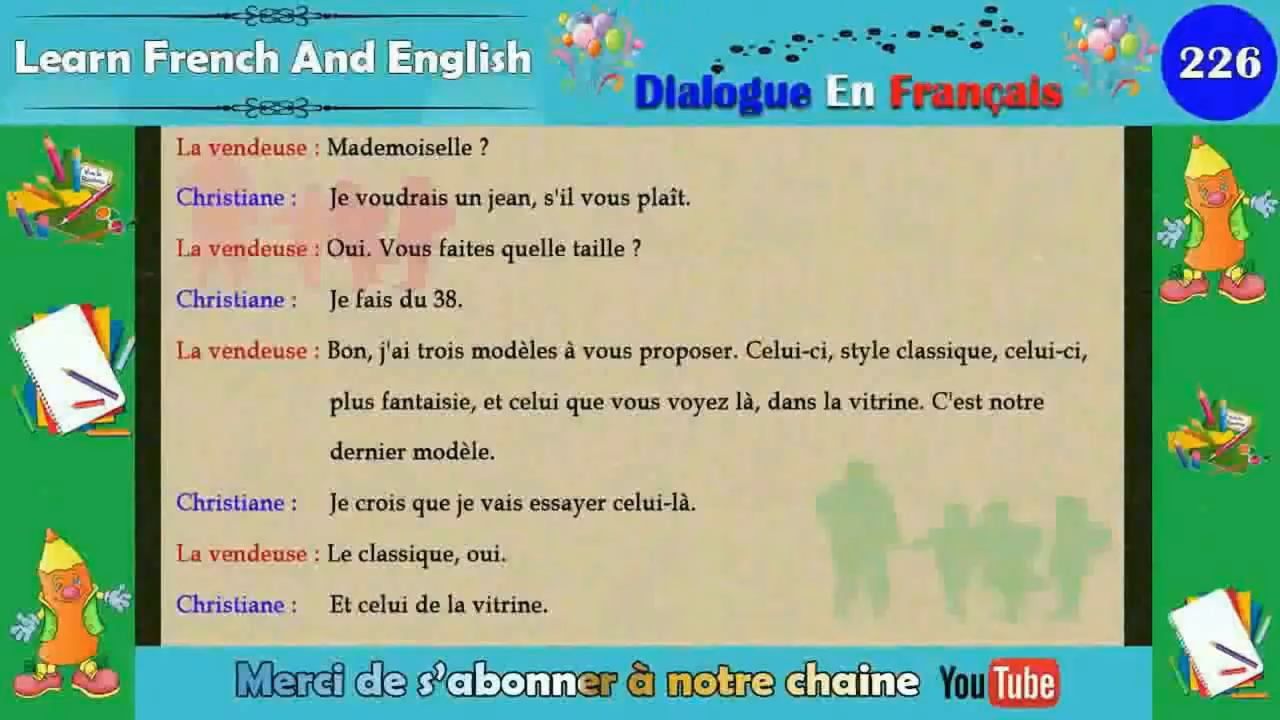 Learn French And English
Dialogue En Français
226
La vendeuse : Mademoiselle ?
Christiane : Je voudrais un jean, s'il vous plaît.
La vendeuse : Oui. Vous faites quelle taille ?
Christiane : Je fais du 38.
La vendeuse : Bon, j'ai trois modèles à vous proposer. Celui-ci, style classique, celui-ci,
plus fantaisie, et celui que vous voyez là, dans la vitrine. C'est notre
dernier modèle.
Christiane : Je crois que je vais essayer celui-là.
La vendeuse : Le classique, oui.
Christiane : Et celui de la vitrine.
Merci de s’abonner à notre chaine YouTube